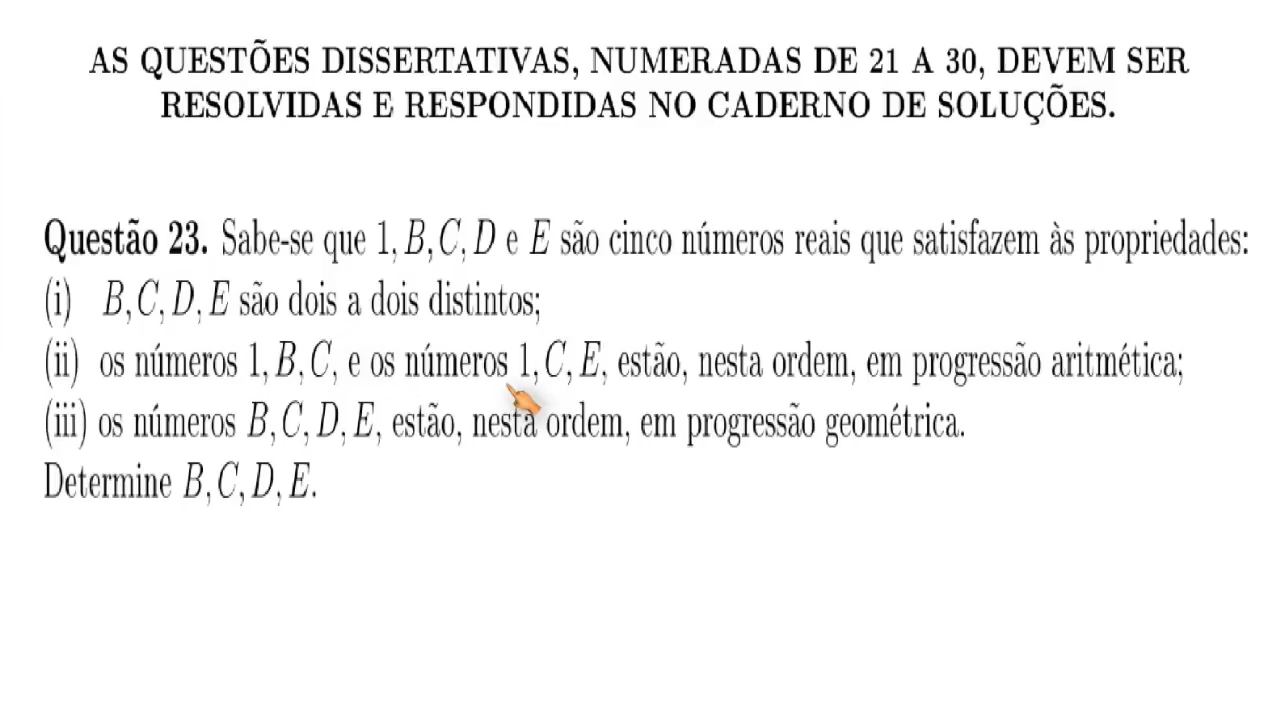 AS QUESTÕES DISSERTATIVAS, NUMERADAS DE 21 A 30, DEVEM SER
RESOLVIDAS E RESPONDIDAS NO CADERNO DE SOLUÇÕES.
Questão 23. Sabe-se que 1, B, C, D e E são cinco números reais que satisfazem às propriedades:
(i) B, C, D, E são dois a dois distintos;
(ii) os números 1, B, C, e os números 1, C, E, estão, nesta ordem, em progressão aritmética;
(iii) os números B, C, D, E, estão, nesta ordem, em progressão geométrica.
Determine B, C, D, E.